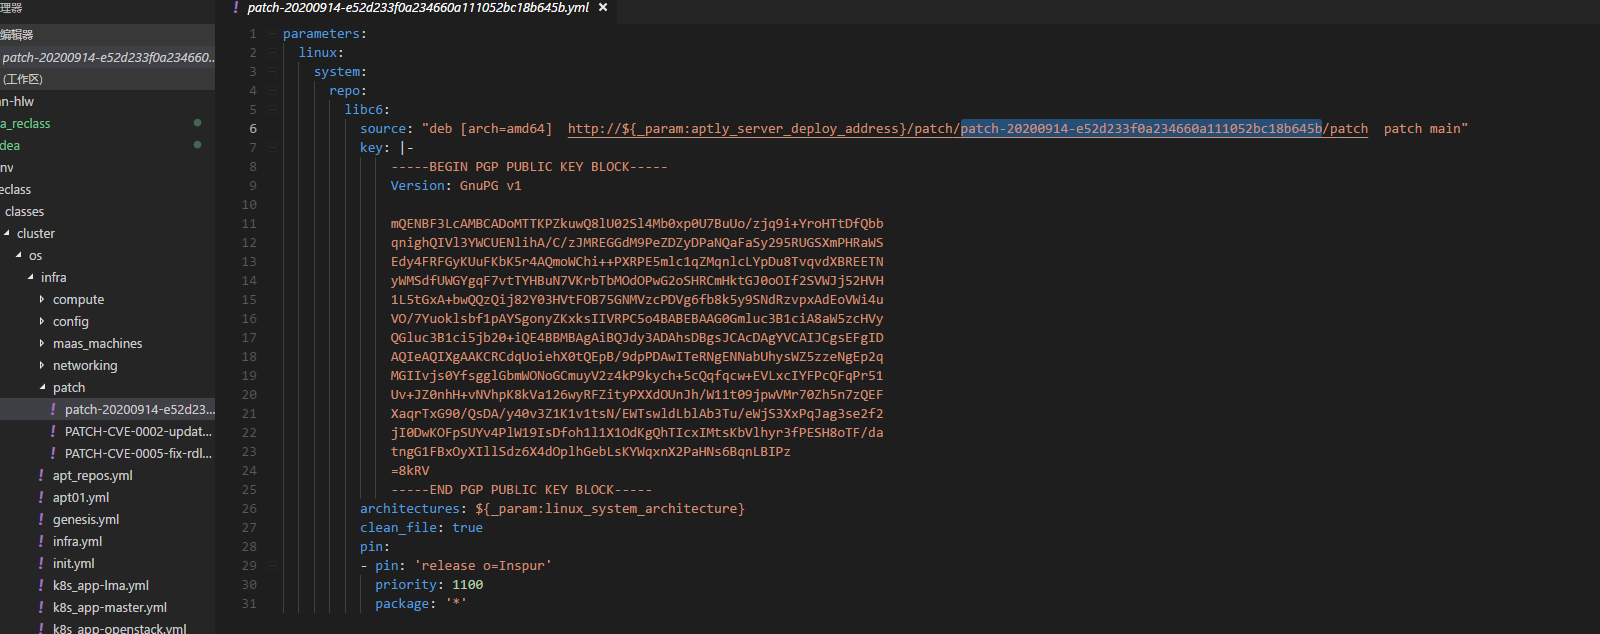 理器
patch-20200914-e52d233f0a234660a111052bc18b645b.yml
编辑器
patch-20200914-e52d233f0a234660...
(工作区)
an-hlw
a_reclass
dea
nv
eclass
classes
cluster
os
infra
compute
config
maas_machines
networking
patch
patch-20200914-e52d23...
PATCH-CVE-0002-updat...
PATCH-CVE-0005-fix-rdl...
apt_repos.yml
apt01.yml
genesis.yml
infra.yml
init.yml
k8s_app-lma.yml
k8s_app-master.yml
k8s_app-openstack.yml
1 parameters:
2 linux:
3 system:
4 repo:
5 libc6:
6 source: "deb [arch=amd64]  http://${_param:aptly_server_deploy_address}/patch/patch-20200914-e52d233f0a234660a111052bc18b645b/patch  patch main"
7 key: |-
8 -----BEGIN PGP PUBLIC KEY BLOCK-----
9 Version: GnuPG v1
10
11 mQENBF3LcAMBCADoMTTKPZkuwQ8lU02Sl4Mb0xp0U7BuUo/zjq9i+YroHTtDfQbb
12 qnighQIVl3YWCUENlihA/C/zJMREGGdM9PeZDZyDPaNQaFaSy295RUGSXmPHRaWS
13 Edy4FRFGyKUuFKbK5r4AQmoWChi++PXRPE5mlc1qZMqnlcLYpDu8TvqvdXBREETN
14 yWMSdfUWGYgqF7vtTYHBuN7VKrbTbMOdOPwG2oSHRCmHktGJ0oOIf2SVWJj52HVH
15 1L5tGxA+bwQQzQij82Y03HVtFOB75GNMVzcPDVg6fb8k5y9SNdRzvpxAdEoVWi4u
16 VO/7Yuoklsbf1pAYSgonyZKxksIIVRPC5o4BABEBAAG0Gmluc3B1ciA8aW5zcHVy
17 QGluc3B1ci5jb20+iQE4BBMBAgAiBQJdy3ADAhsDBgsJCAcDAgYVCAIJCgsEFgID
18 AQIeAQIXgAAKCRCdqUoiehX0tQEpB/9dpPDAwITeRNgENNabUhysWZ5zzeNgEp2q
19 MGIIvjs0YfsgglGbmWONoGCmuyV2z4kP9kych+5cQqfqcw+EVLxcIYFPcQFqPr51
20 Uv+JZ0nhH+vNVhpK8kVa126wyRFZityPXXdOUnJh/W11t09jpwVMr70Zh5n7zQEF
21 XaqrTxG90/QsDA/y40v3Z1K1v1tsN/EWTswldLblAb3Tu/eWjS3XxPqJag3se2f2
22 jI0DwKOFpSUYv4PlW19IsDfoh1l1X1OdKgQhTIcxIMtsKbVlhyr3fPESH8oTF/da
23 tngG1FBxOyXIllSdz6X4dOplhGebLsKYWqxnX2PaHNs6BqnLBIPz
24 =8kRV
25 -----END PGP PUBLIC KEY BLOCK-----
26 architectures: ${_param:linux_system_architecture}
27 clean_file: true
28 pin:
29 - pin: 'release o=Inspur'
30 priority: 1100
31 package: '*'